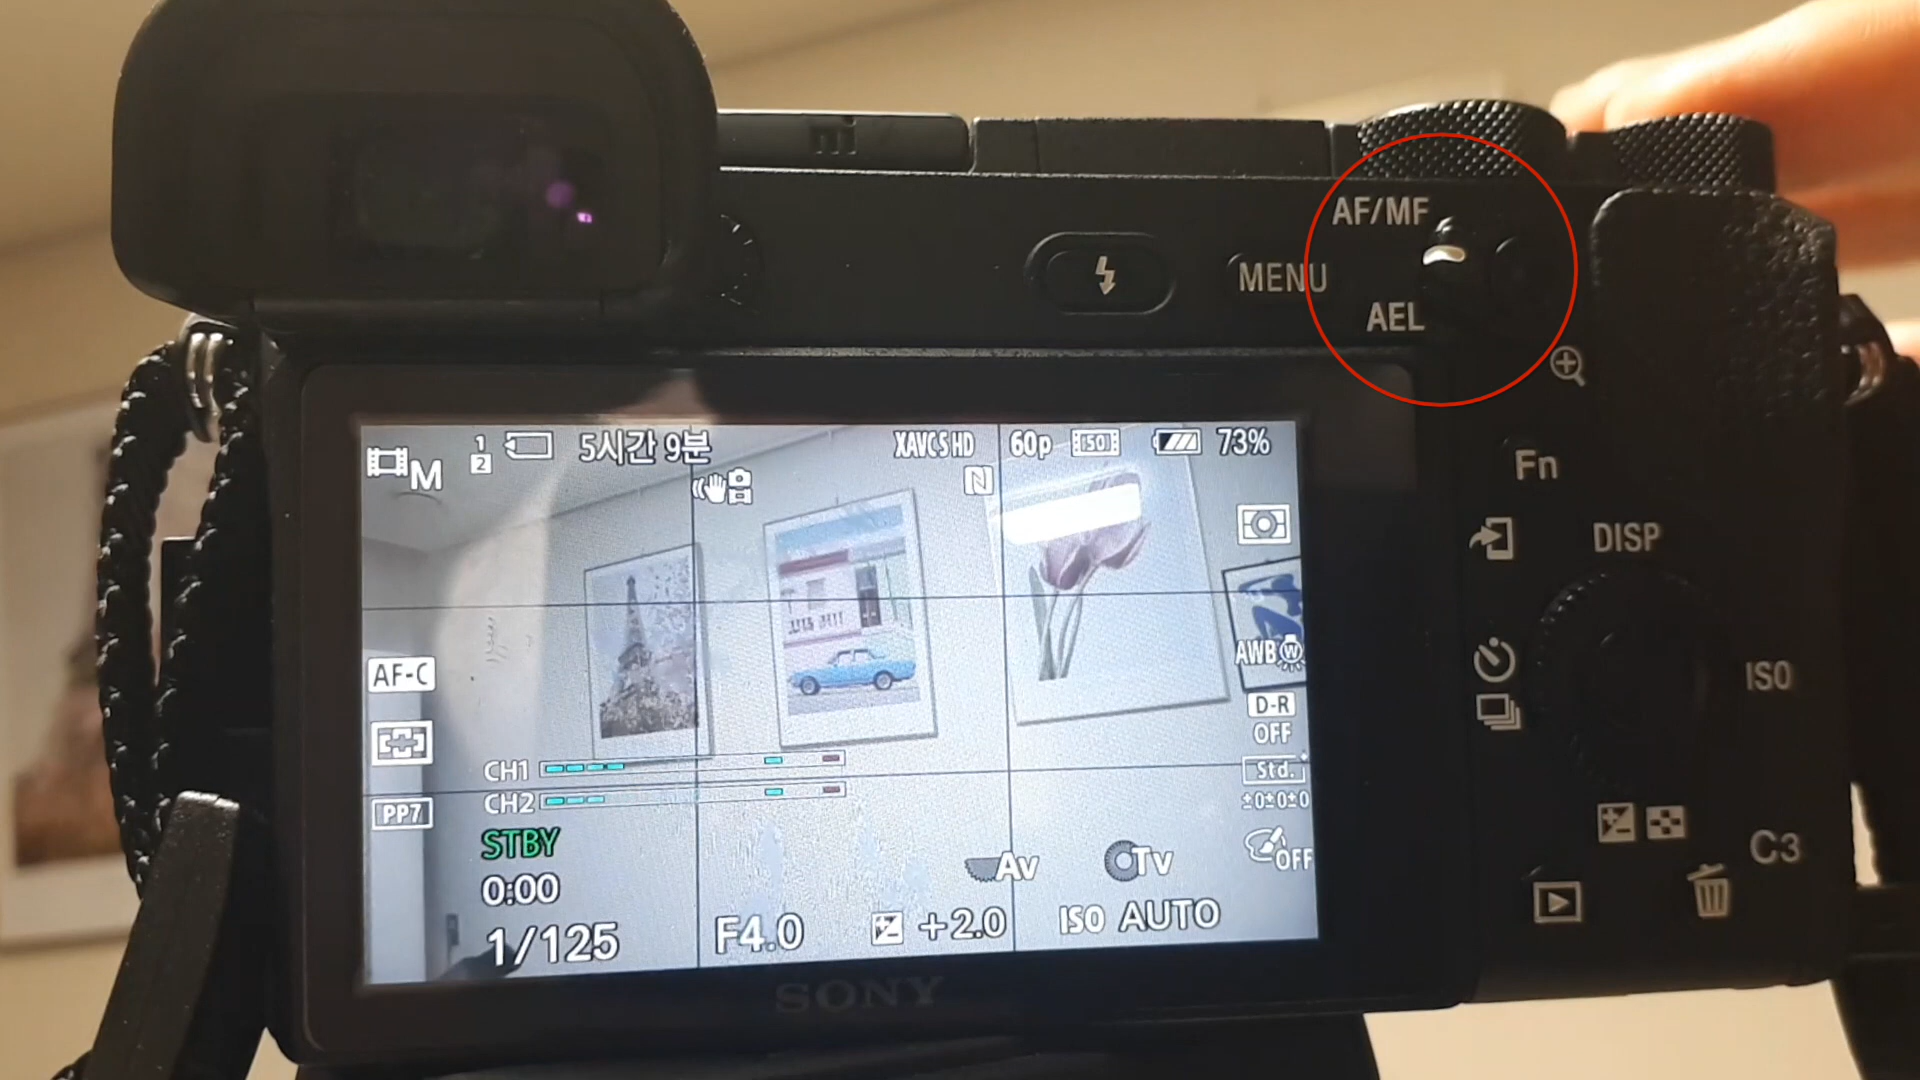 mi
AF/MF
MENU
AEL
M 1 2 5시간 9분 XAVC S HD 60p 50 73%
N
Fn
DISP
AF-C
AWB W
ISO
D-R
OFF
CH1
Std.
CH2
PP7
±0±0±0
STBY
C3
Av Tv OFF
0:00
1/125 F4.0 +2.0 ISO AUTO
SONY